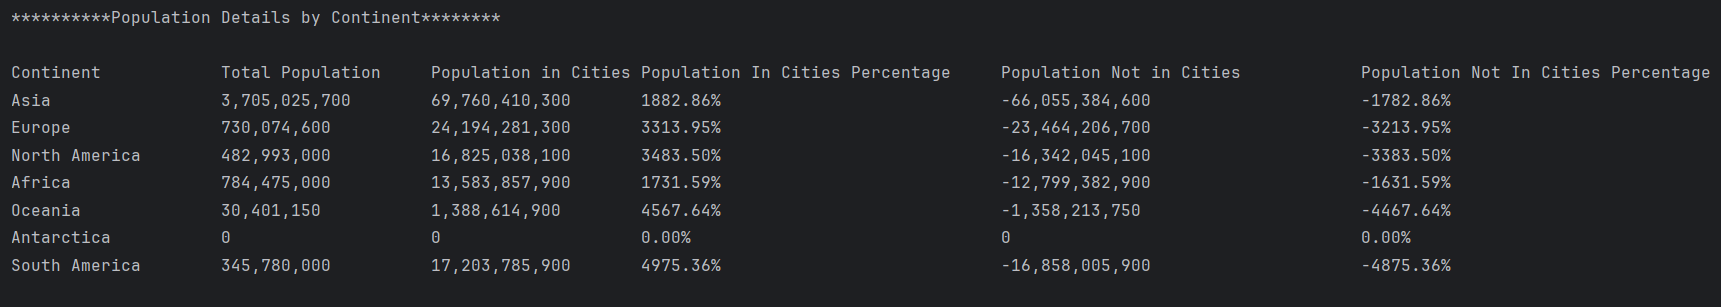 **********Population Details by Continent********
Continent Total Population Population in Cities Population In Cities Percentage Population Not in Cities Population Not In Cities Percentage
Asia 3,705,025,700 69,760,410,300 1882.86% -66,055,384,600 -1782.86%
Europe 730,074,600 24,194,281,300 3313.95% -23,464,206,700 -3213.95%
North America 482,993,000 16,825,038,100 3483.50% -16,342,045,100 -3383.50%
Africa 784,475,000 13,583,857,900 1731.59% -12,799,382,900 -1631.59%
Oceania 30,401,150 1,388,614,900 4567.64% -1,358,213,750 -4467.64%
Antarctica 0 0 0.00% 0 0.00%
South America 345,780,000 17,203,785,900 4975.36% -16,858,005,900 -4875.36%